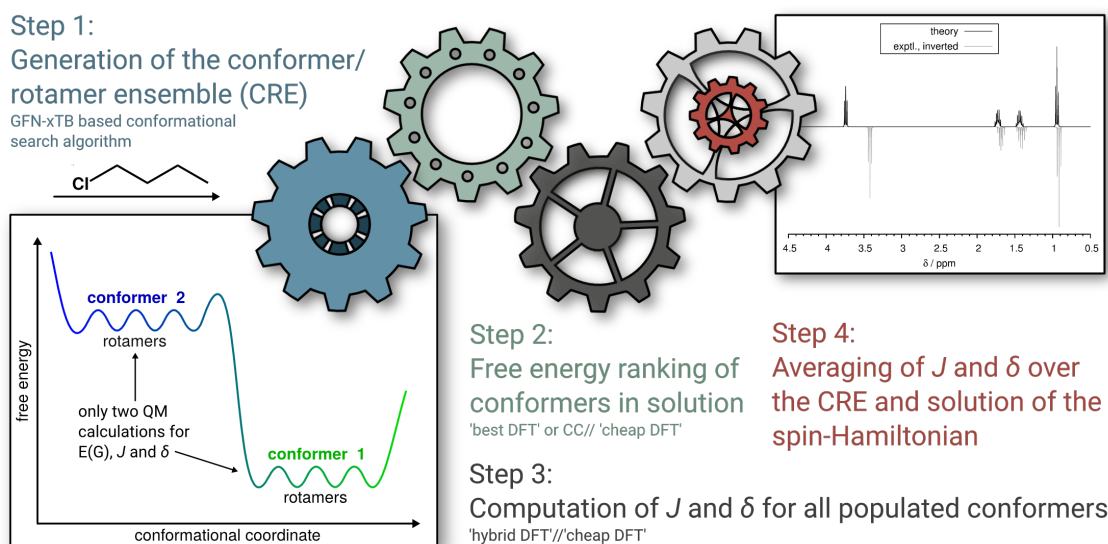 Step 1:
Generation of the conformer/
rotamer ensemble (CRE)
GFN-xTB based conformational
search algorithm
Cl
free energy
conformer 2
rotamers
only two QM
calculations for
E(G), J and δ
conformer 1
rotamers
conformational coordinate
theory
exptl., inverted
4.5 4 3.5 3 2.5 2 1.5 1 0.5
δ / ppm
Step 2:
Free energy ranking of
conformers in solution
'best DFT' or CC// 'cheap DFT'
Step 3:
Computation of J and δ for all populated conformers
'hybrid DFT'//'cheap DFT'
Step 4:
Averaging of J and δ over
the CRE and solution of the
spin-Hamiltonian